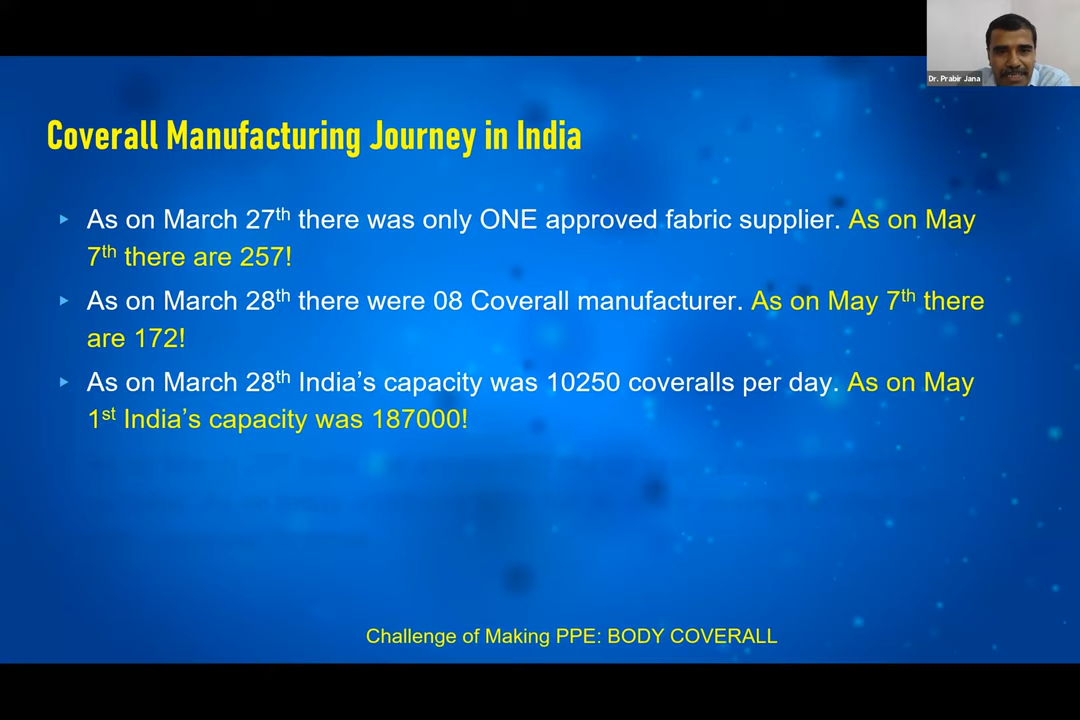 Dr. Prabir Jana
Coverall Manufacturing Journey in India
As on March 27th there was only ONE approved fabric supplier. As on May
7th there are 257!
As on March 28th there were 08 Coverall manufacturer. As on May 7th there
are 172!
As on March 28th India's capacity was 10250 coveralls per day. As on May
1st India's capacity was 187000!
Challenge of Making PPE: BODY COVERALL